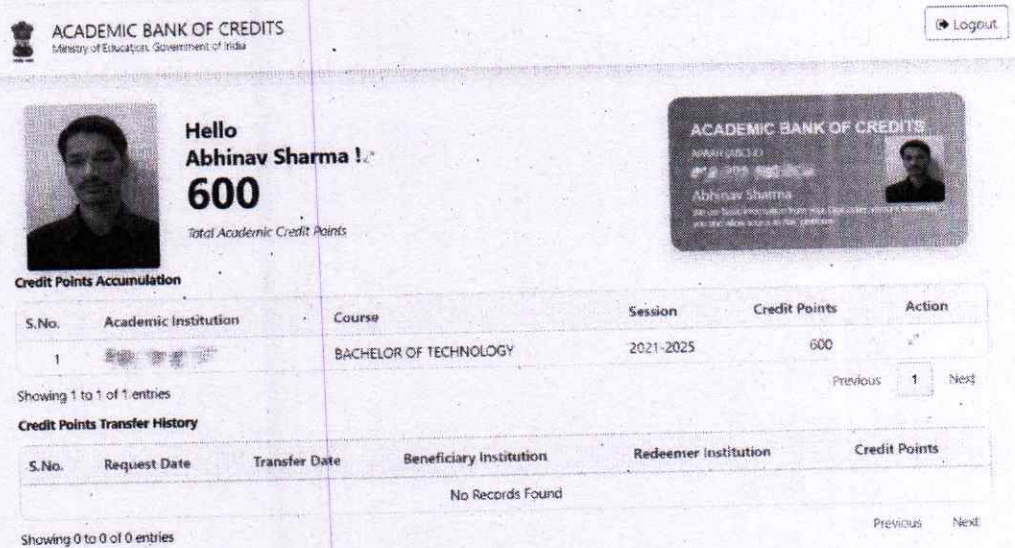 ACADEMIC BANK OF CREDITS
Ministry of Education, Government of India
Logout
Hello
Abhinav Sharma !
600
Total Academic Credit Points
ACADEMIC BANK OF CREDITS
APAAR (ABC) ID
Abhinav Sharma
Credit Points Accumulation
S.No. Academic Institution Course Session Credit Points Action
1 BACHELOR OF TECHNOLOGY 2021-2025 600
Showing 1 to 1 of 1 entries
Previous 1 Next
Credit Points Transfer History
S.No. Request Date Transfer Date Beneficiary Institution Redeemer Institution Credit Points
No Records Found
Showing 0 to 0 of 0 entries
Previous Next